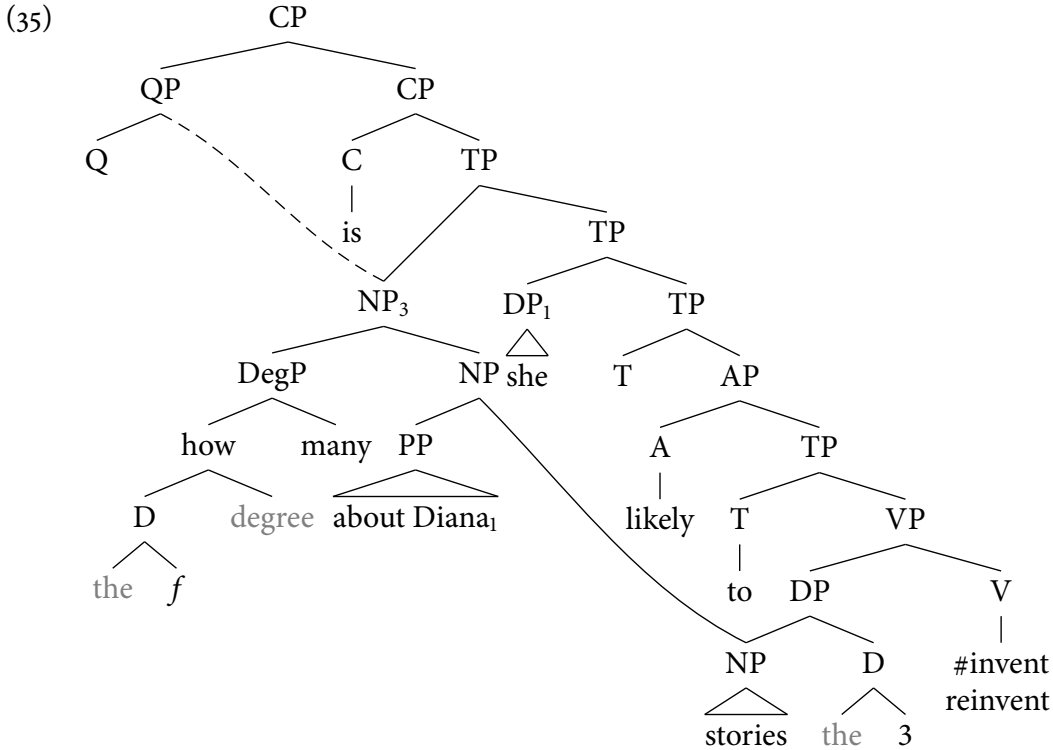 (35) CP
QP CP
Q C TP
is TP
NP₃ DP₁ TP
DegP NP she T AP
how many PP A TP
D degree about Diana₁ likely T VP
the f to DP V
NP D #invent
reinvent
stories the 3